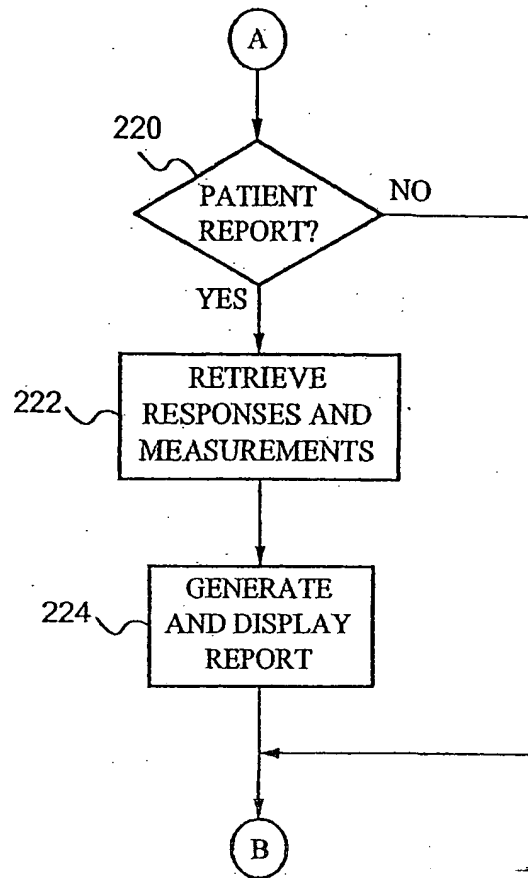 A
220
PATIENT
REPORT?
NO
YES
222
RETRIEVE
RESPONSES AND
MEASUREMENTS
224
GENERATE
AND DISPLAY
REPORT
B